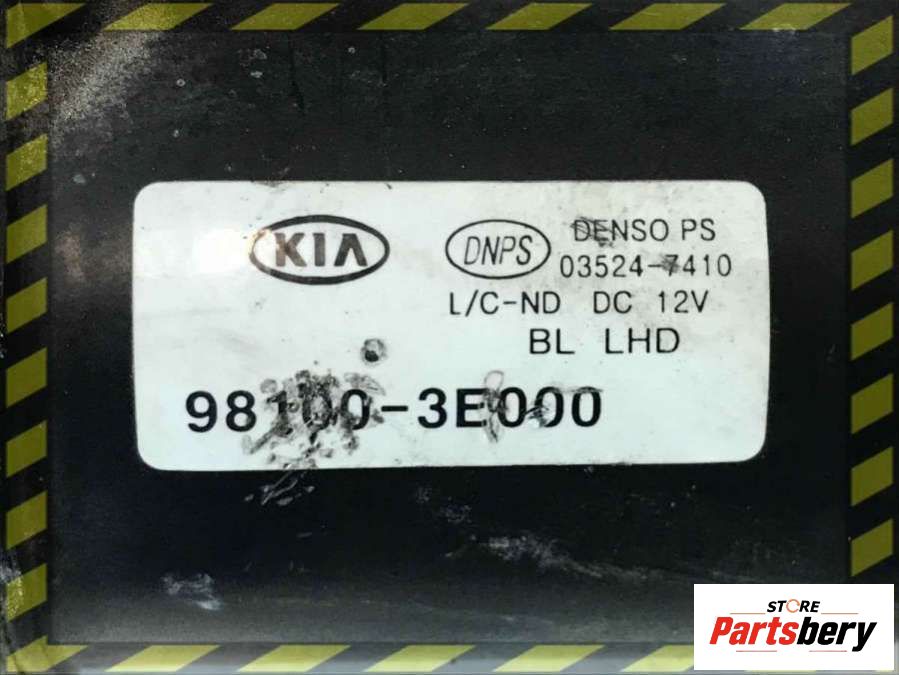 KIA
DNPS
DENSO PS
03524-7410
L/C-ND DC 12V
BL LHD
98100-3E000
STORE
Partsbery